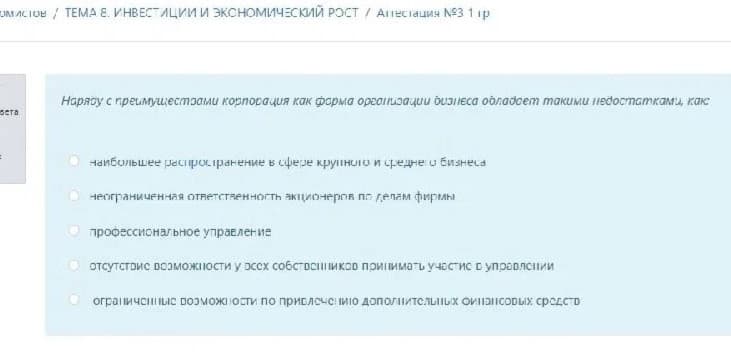 омистов / ТЕМА 8. ИНВЕСТИЦИИ И ЭКОНОМИЧЕСКИЙ РОСТ / Аттестация №3 1 гр
вета
Наряду с преимуществами корпорация как форма организации бизнеса обладает такими недостатками, как:
наибольшее распространение в сфере крупного и среднего бизнеса
неограниченная ответственность акционеров по делам фирмы
профессиональное управление
отсутствие возможности у всех собственников принимать участие в управлении
ограниченные возможности по привлечению дополнительных финансовых средств